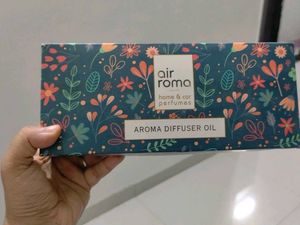 air
roma
home & car
perfumes
AROMA DIFFUSER OIL